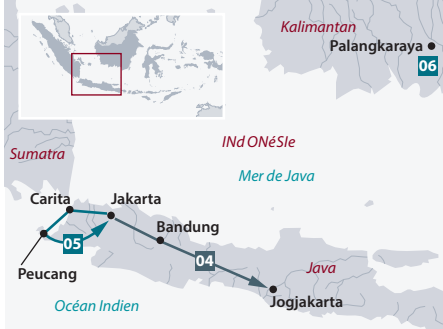 Kalimantan
Palangkaraya
06
INd ONéSIe
Sumatra
Mer de Java
Carita
Jakarta
Bandung
05
04
Peucang
Java
Jogjakarta
Océan Indien